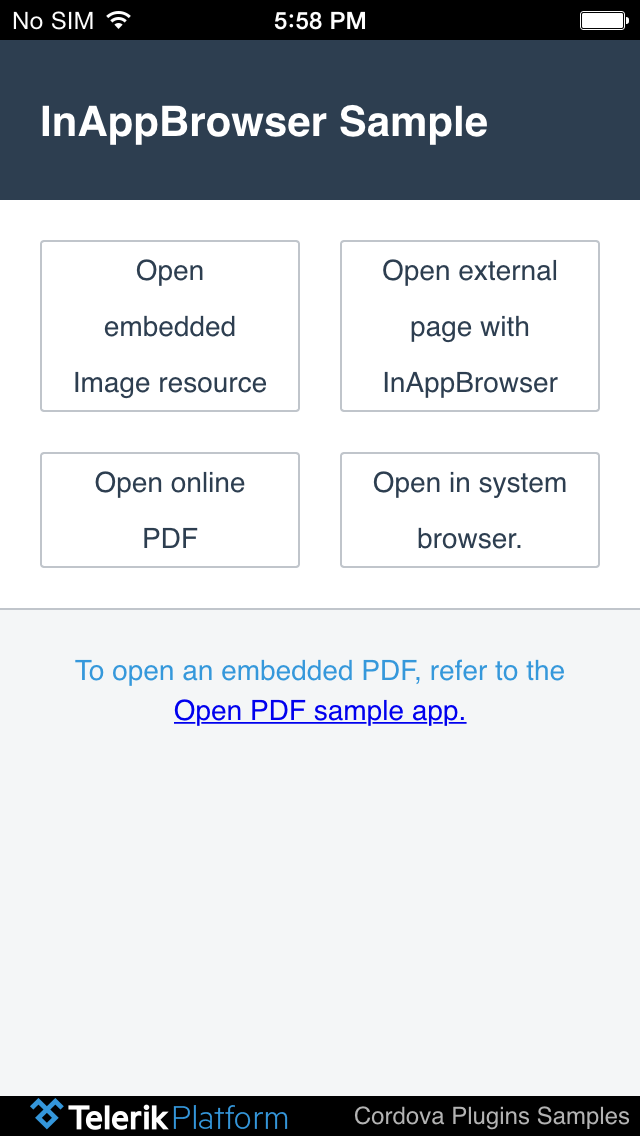 No SIM 5:58 PM
InAppBrowser Sample
Open
embedded
Image resource
Open external
page with
InAppBrowser
Open online
PDF
Open in system
browser.
To open an embedded PDF, refer to the
Open PDF sample app.
Telerik Platform Cordova Plugins Samples